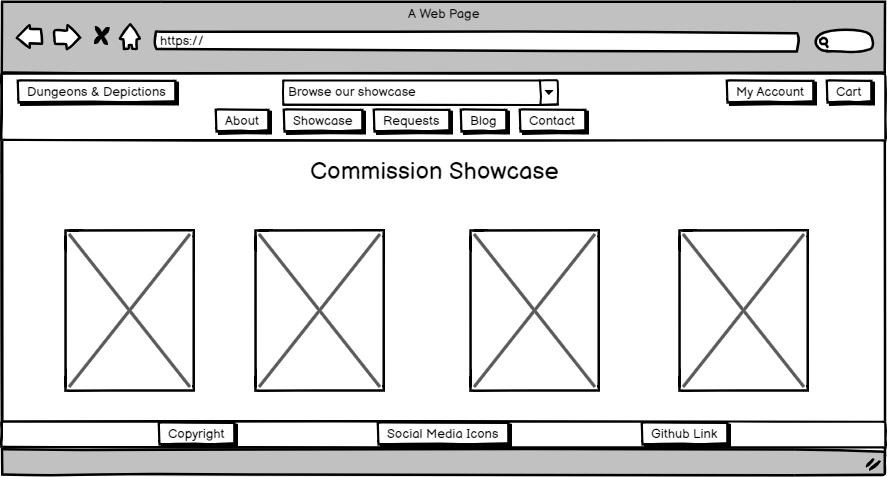 A Web Page
https://
Dungeons & Depictions
Browse our showcase
My Account
Cart
About
Showcase
Requests
Blog
Contact
Commission Showcase
Copyright
Social Media Icons
Github Link